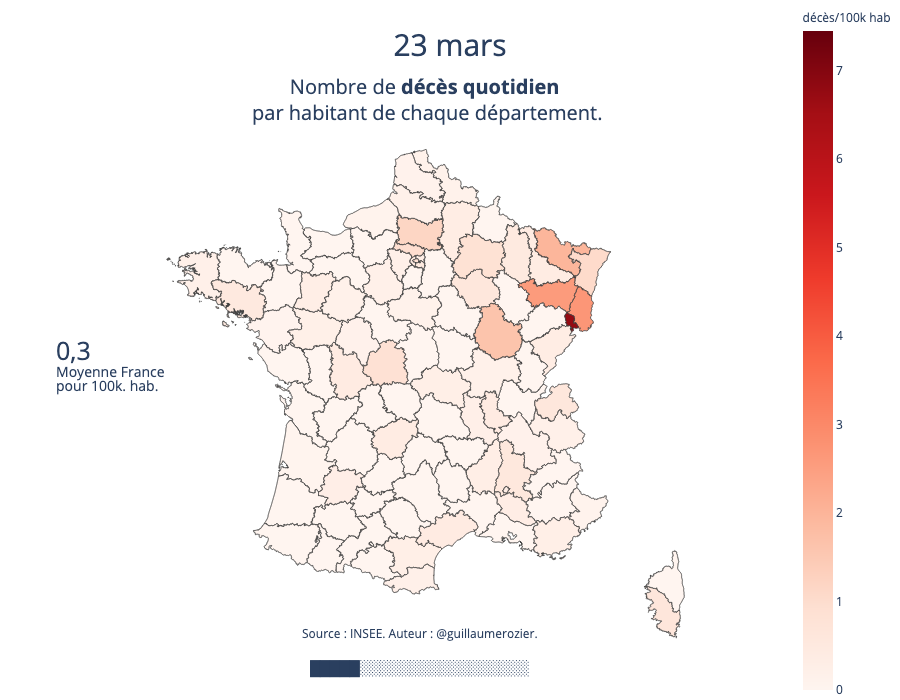 décès/100k hab
23 mars
Nombre de décès quotidien
par habitant de chaque département.
7
6
5
4
3
2
1
0
0,3
Moyenne France
pour 100k. hab.
Source : INSEE. Auteur : @guillaumerozier.